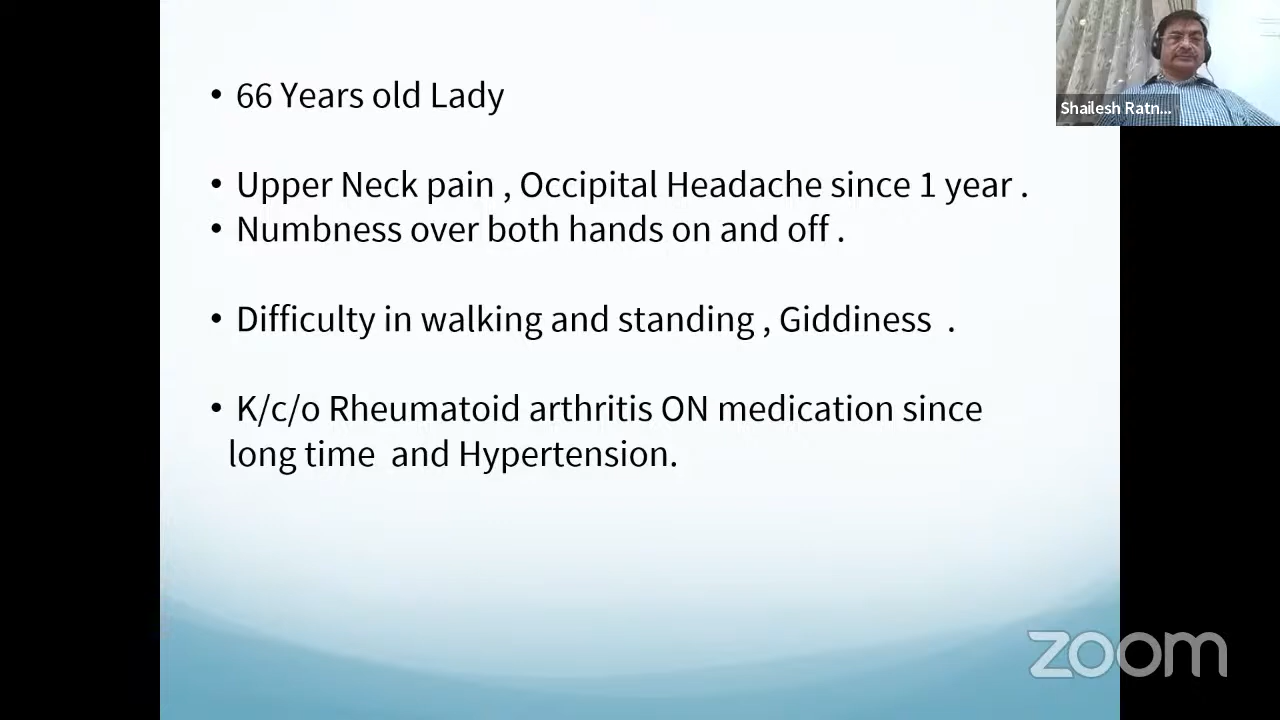 • 66 Years old Lady
• Upper Neck pain , Occipital Headache since 1 year .
• Numbness over both hands on and off .
• Difficulty in walking and standing , Giddiness .
• K/c/o Rheumatoid arthritis ON medication since
long time and Hypertension.
Shailesh Ratn...
zoom